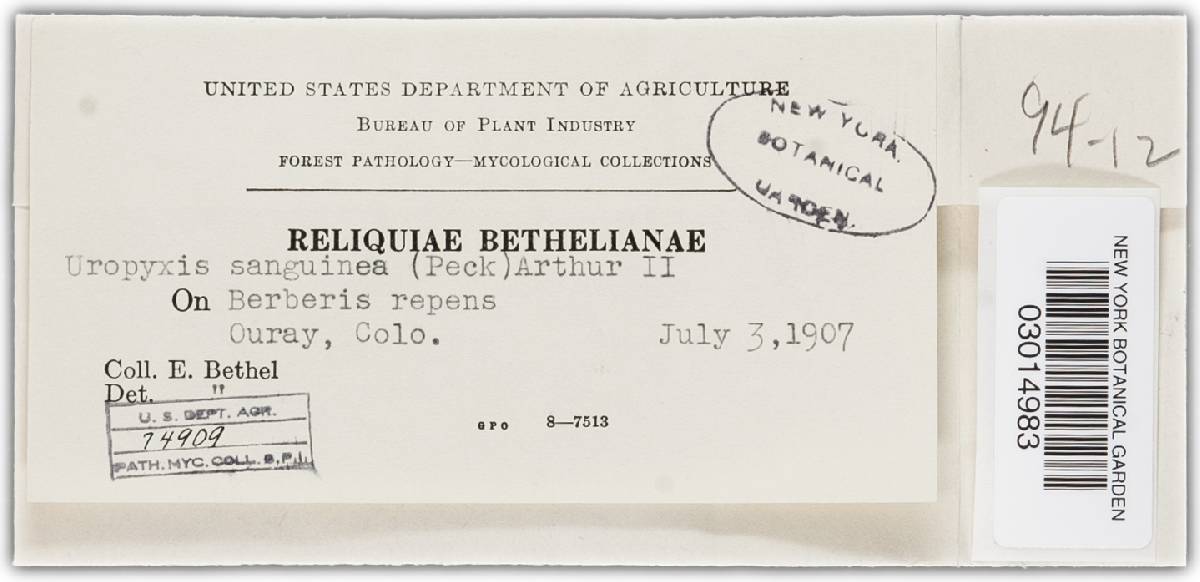 UNITED STATES DEPARTMENT OF AGRICULTURE
BUREAU OF PLANT INDUSTRY
FOREST PATHOLOGY—MYCOLOGICAL COLLECTIONS
NEW YORK
BOTANICAL
GARDEN.
94-12
RELIQUIAE BETHELIANAE
Uropyxis sanguinea (Peck)Arthur II
On Berberis repens
Ouray, Colo. July 3,1907
Coll. E. Bethel
Det. "
U. S. DEPT. AGR.
74909
PATH. MYC. COLL. B.P.I.
GPO 8—7513
NEW YORK BOTANICAL GARDEN
03014983